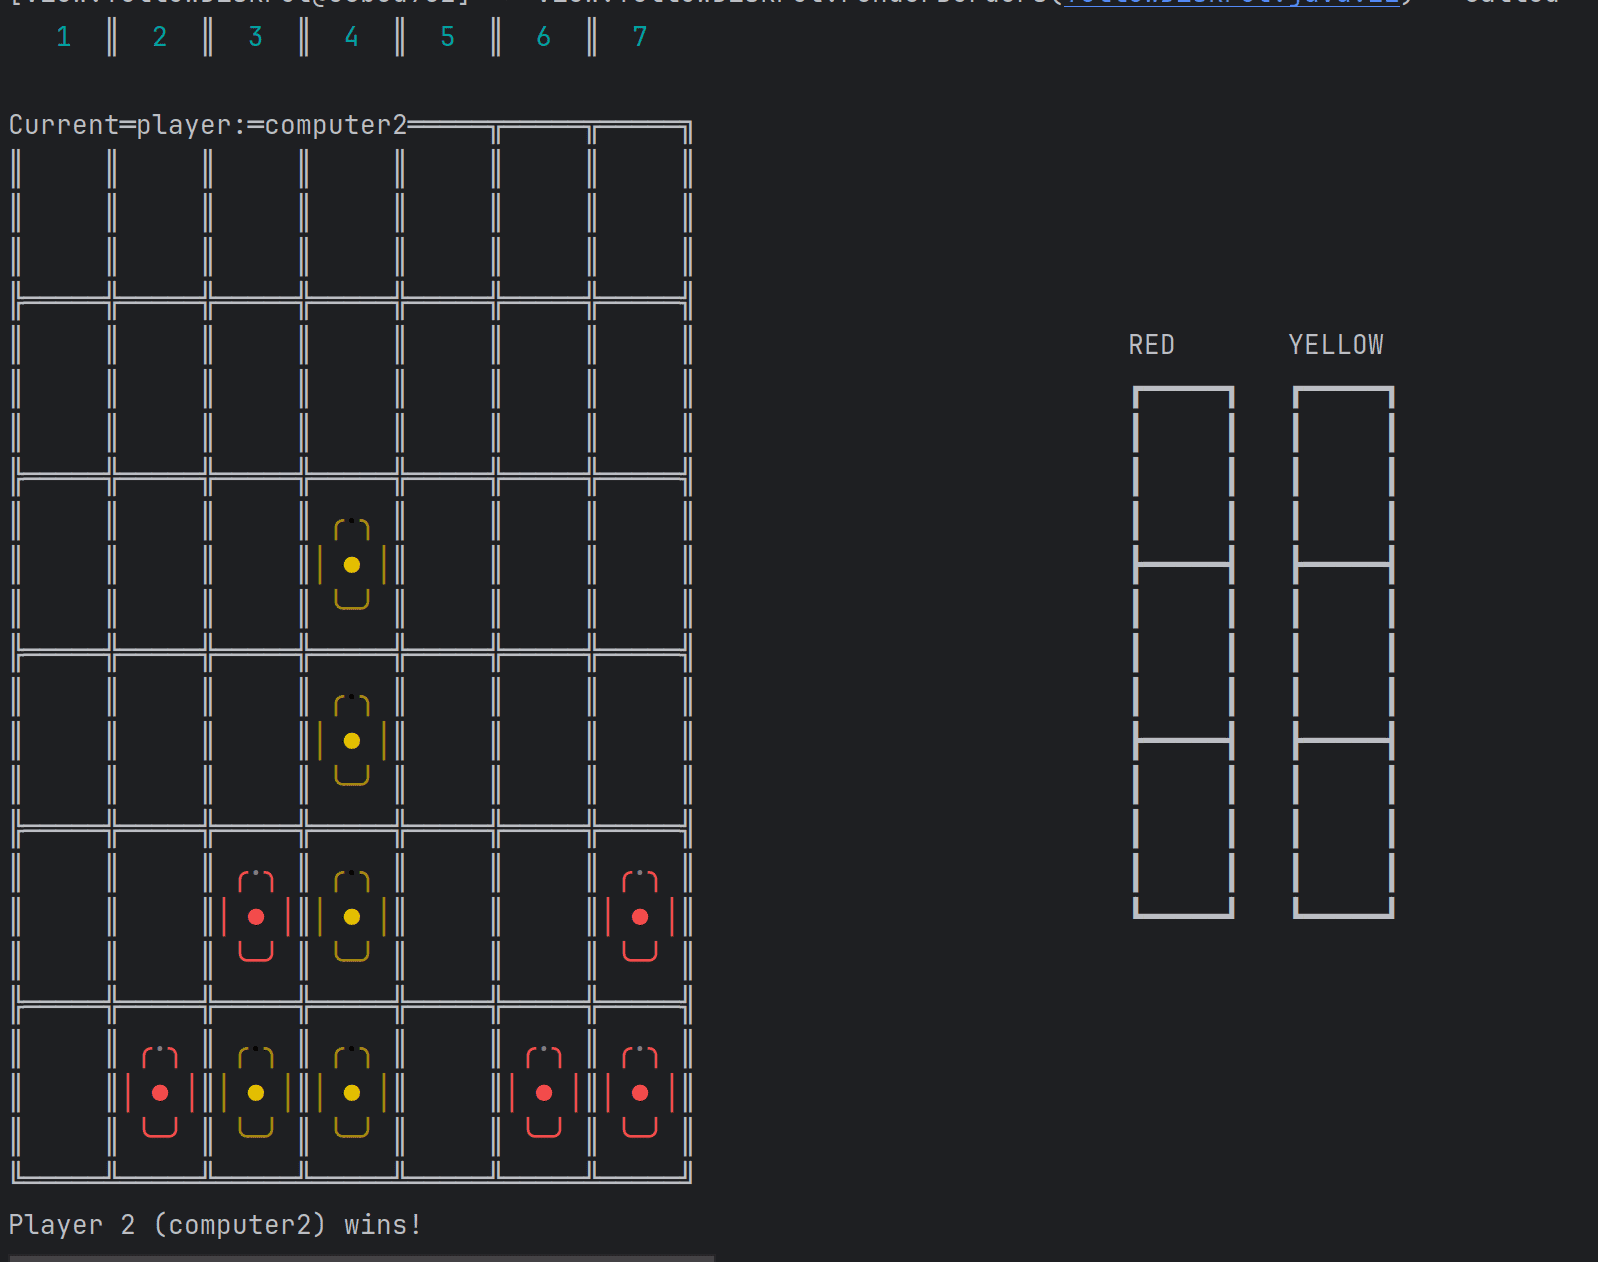 1 ║ 2 ║ 3 ║ 4 ║ 5 ║ 6 ║ 7
Current═player:═computer2
RED YELLOW
Player 2 (computer2) wins!